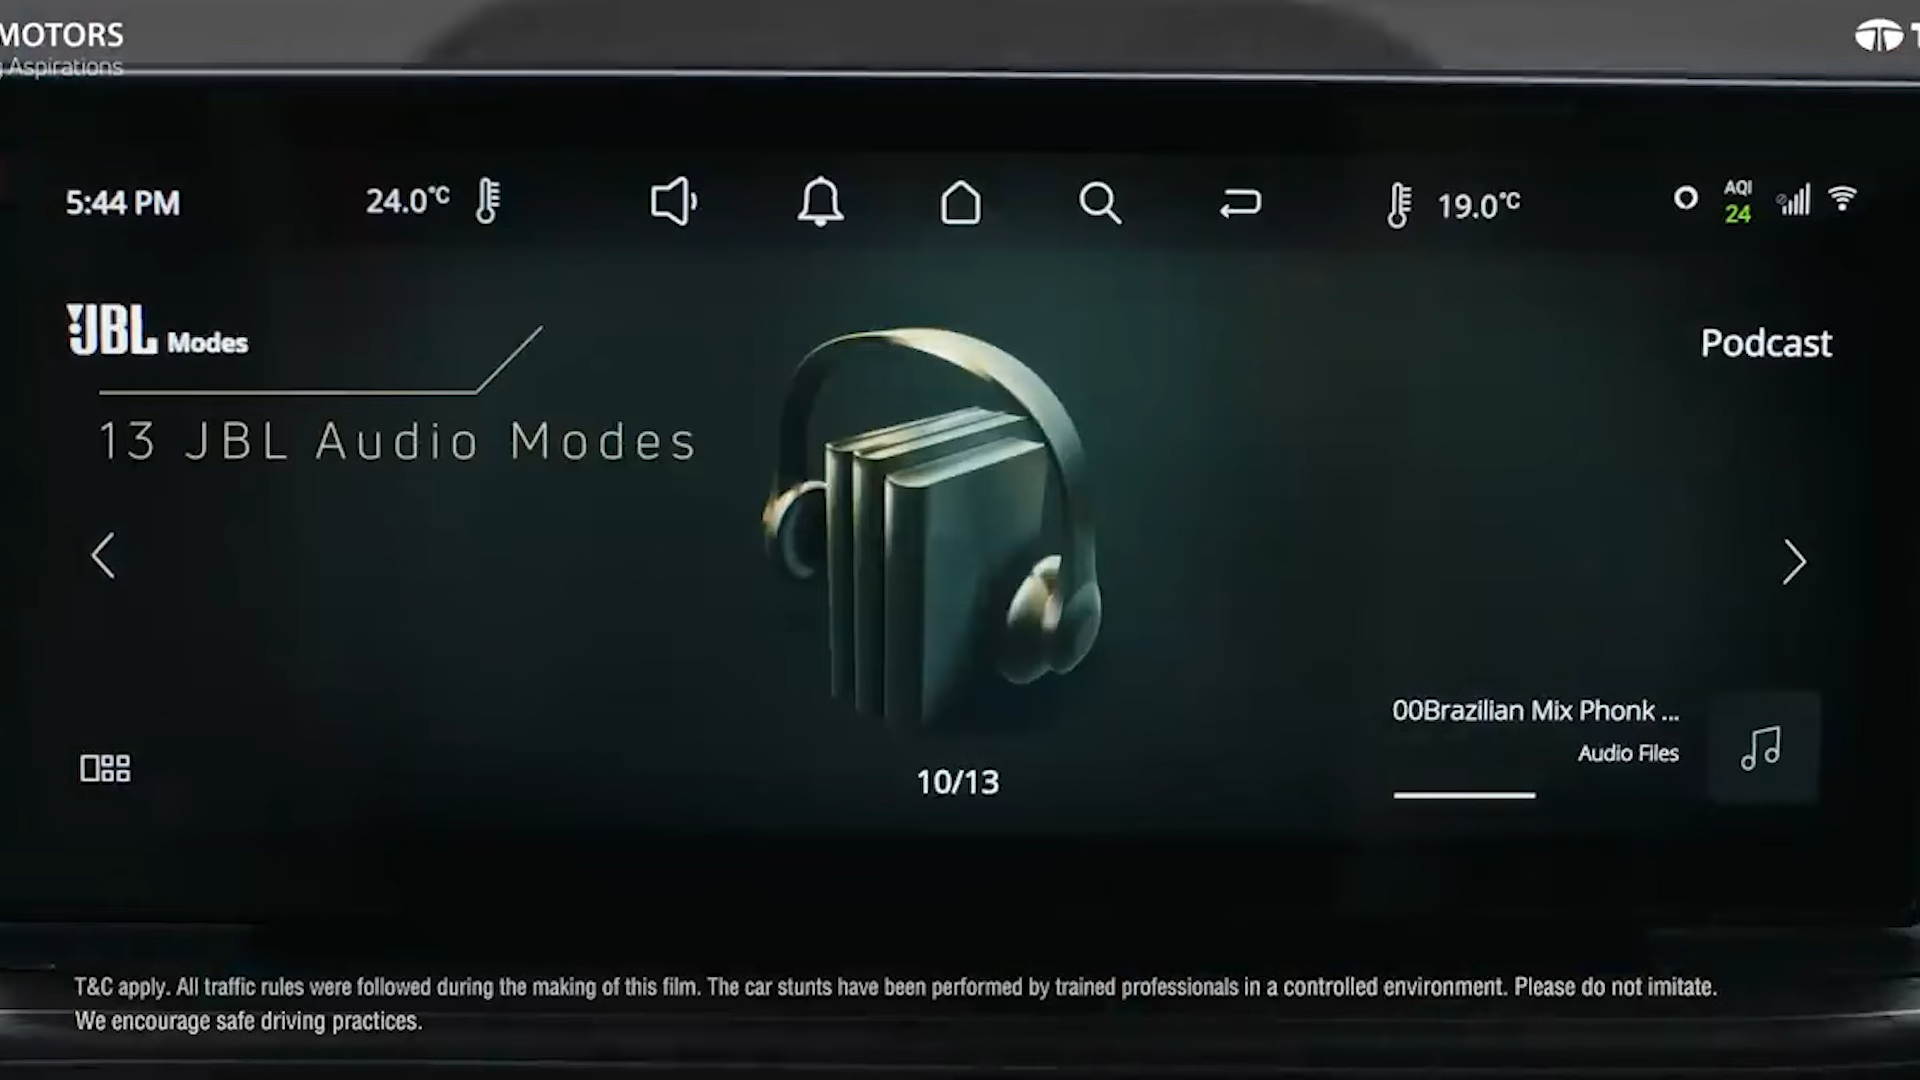 MOTORS
Aspirations
5:44 PM
24.0°C
19.0°C
AQI
24
JBL Modes
Podcast
13 JBL Audio Modes
00Brazilian Mix Phonk ...
Audio Files
10/13
T&C apply. All traffic rules were followed during the making of this film. The car stunts have been performed by trained professionals in a controlled environment. Please do not imitate.
We encourage safe driving practices.